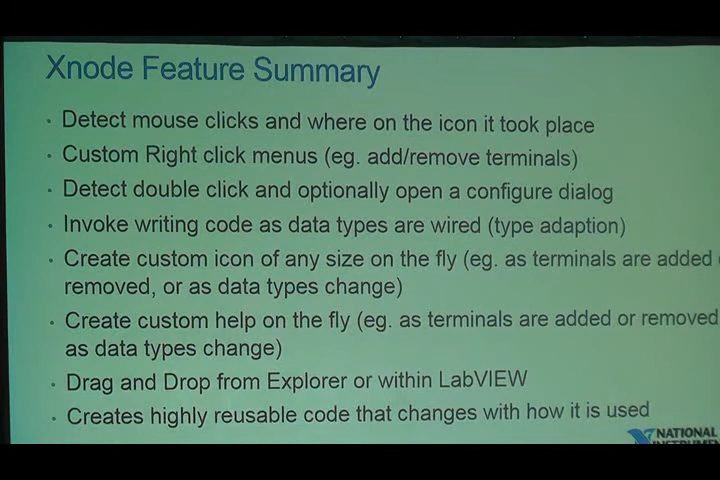 Xnode Feature Summary
• Detect mouse clicks and where on the icon it took place
• Custom Right click menus (eg. add/remove terminals)
• Detect double click and optionally open a configure dialog
• Invoke writing code as data types are wired (type adaption)
• Create custom icon of any size on the fly (eg. as terminals are added
removed, or as data types change)
• Create custom help on the fly (eg. as terminals are added or removed
as data types change)
• Drag and Drop from Explorer or within LabVIEW
• Creates highly reusable code that changes with how it is used
NATIONAL